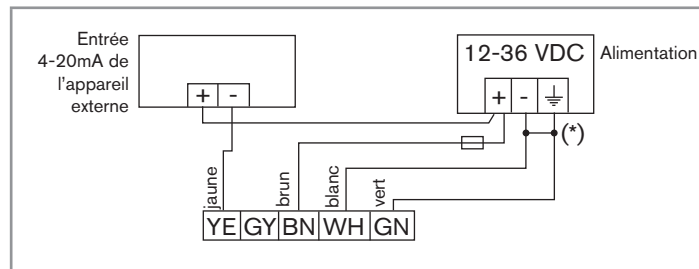 Entrée
4-20mA de
l'appareil
externe
+ -
12-36 VDC
Alimentation
+ -
(*)
jaune
brun
blanc
vert
YE GY BN WH GN